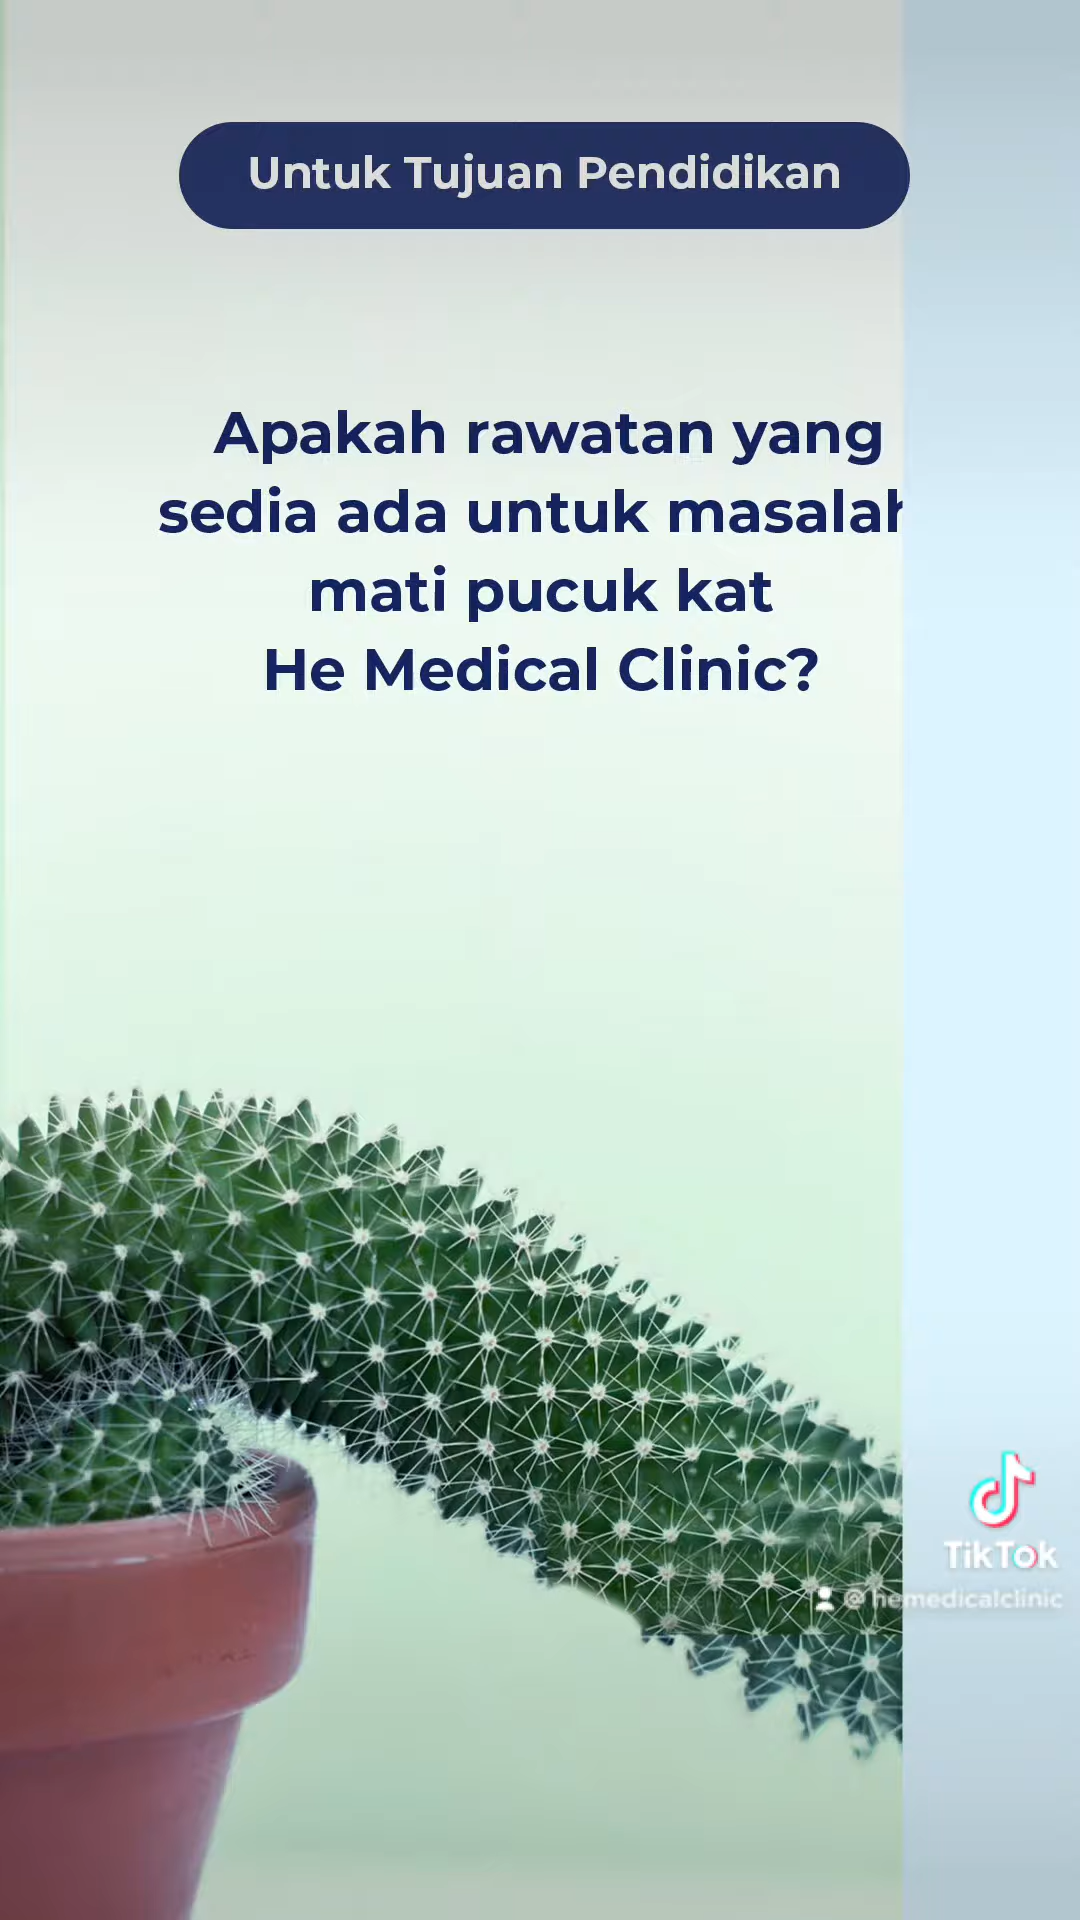 Untuk Tujuan Pendidikan
Apakah rawatan yang
sedia ada untuk masalah
mati pucuk kat
He Medical Clinic?
TikTok
@hemedicalclinic